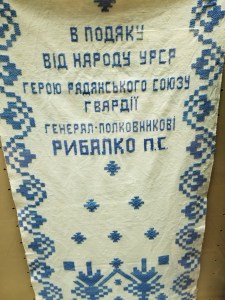 В ПОДЯКУ
ВІД НАРОДУ УРСР
ГЕРОЮ РАДЯНСЬКОГО СОЮЗУ
ГВАРДІЇ
ГЕНЕРАЛ-ПОЛКОВНИКОВІ
РИБАЛКО П.С.